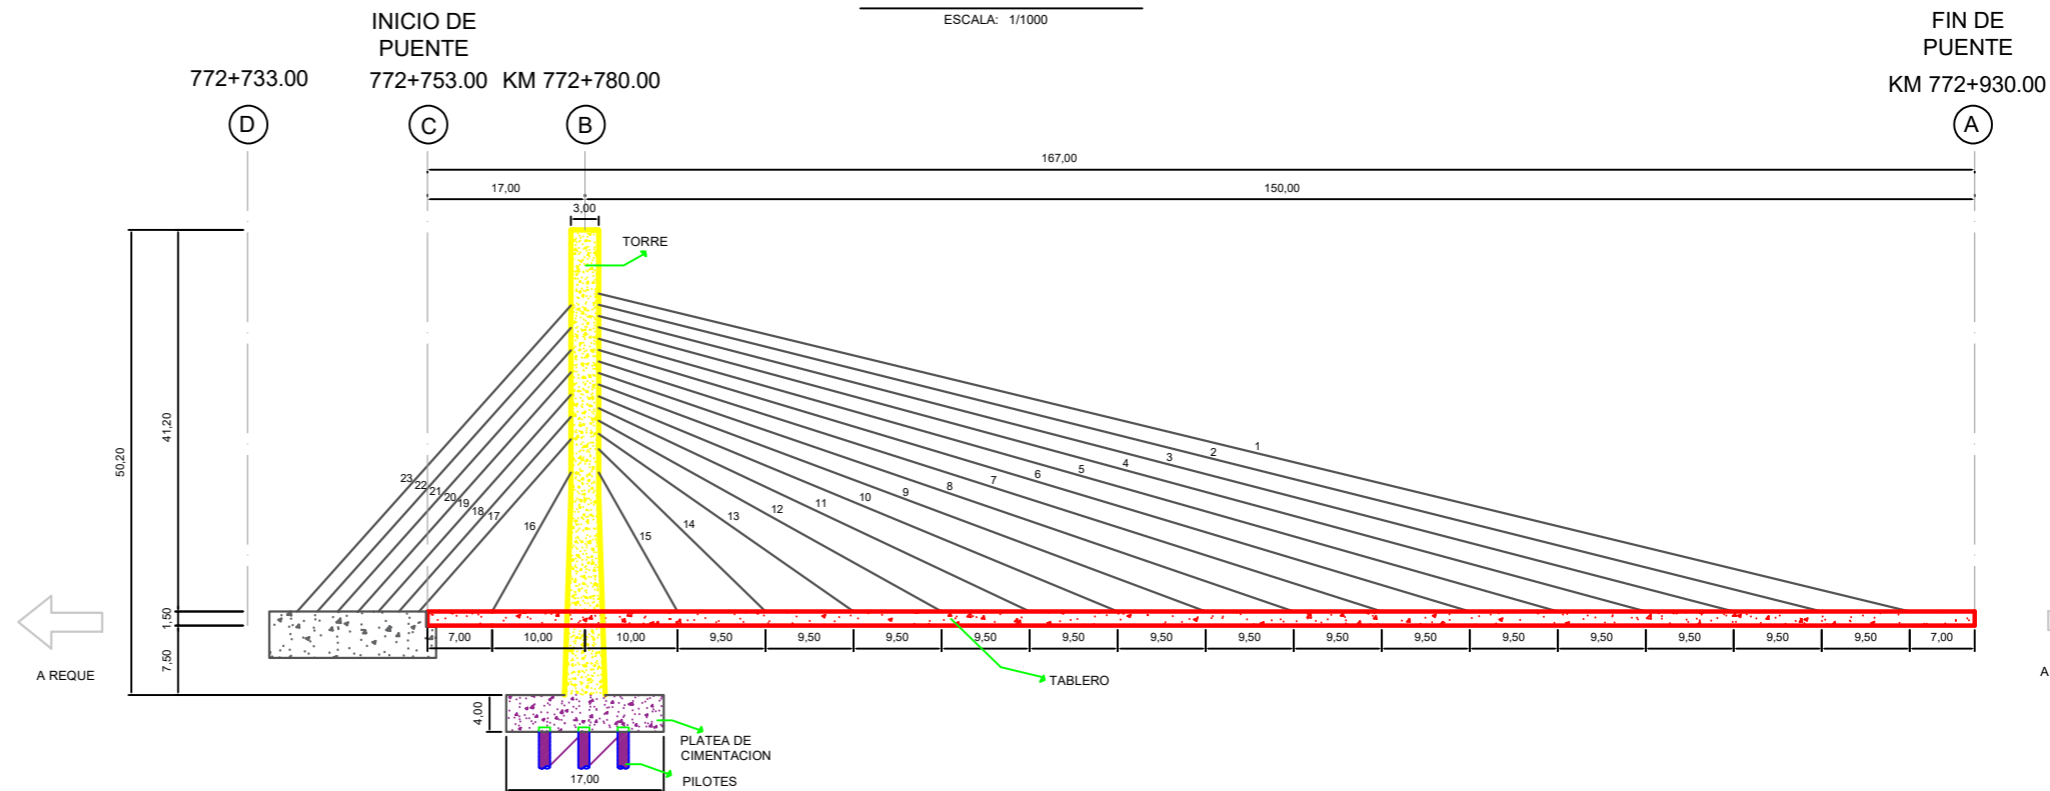 ESCALA: 1/1000
INICIO DE
PUENTE
FIN DE
PUENTE
772+733.00
772+753.00
KM 772+780.00
KM 772+930.00
D
C
B
A
167,00
17,00
150,00
3,00
TORRE
50,20
41,20
1,50
7,50
1
2
3
4
5
6
7
8
9
10
11
12
13
14
15
16
17
18
19
20
21
22
23
7,00
10,00
10,00
9,50
9,50
9,50
9,50
9,50
9,50
9,50
9,50
9,50
9,50
9,50
9,50
9,50
9,50
7,00
A REQUE
TABLERO
A
4,00
PLATEA DE
CIMENTACION
17,00
PILOTES